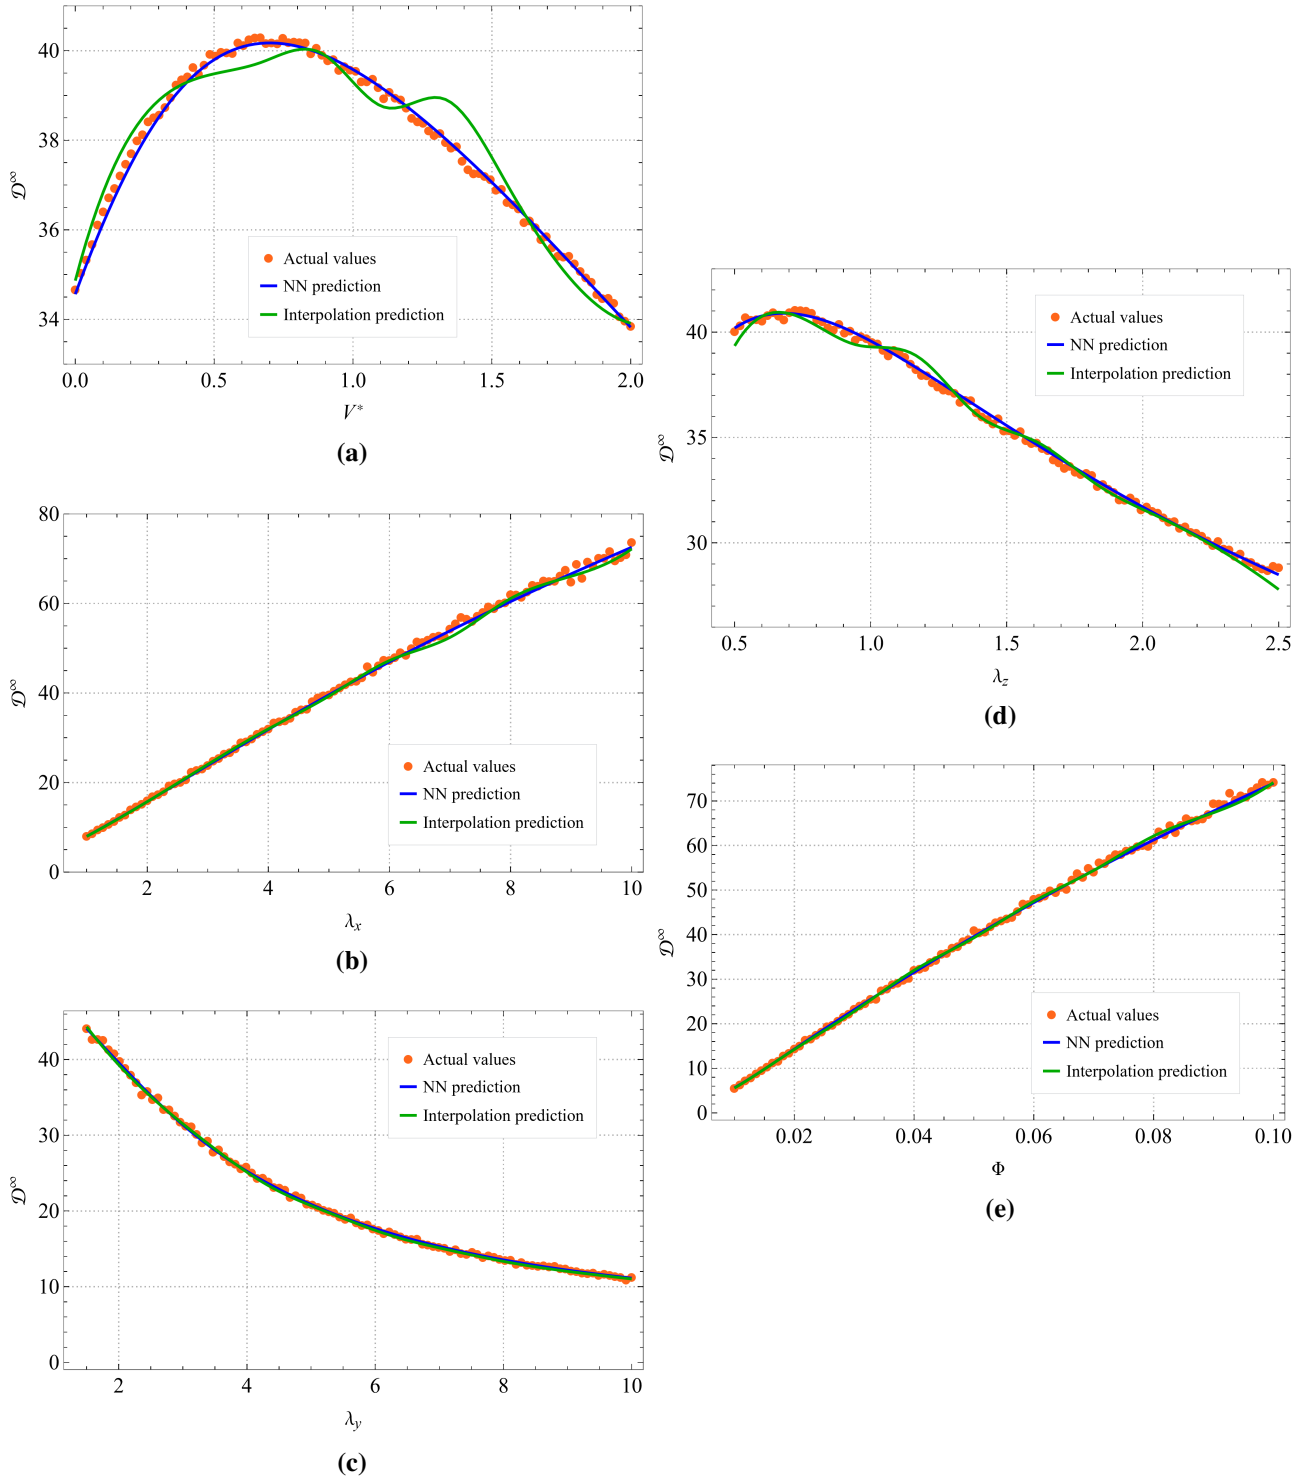 40
38
36
34
𝒟∞
Actual values
NN prediction
Interpolation prediction
0.0 0.5 1.0 1.5 2.0
V*
(a)
80
60
40
20
0
𝒟∞
Actual values
NN prediction
Interpolation prediction
2 4 6 8 10
λx
(b)
40
30
20
10
0
𝒟∞
Actual values
NN prediction
Interpolation prediction
2 4 6 8 10
λy
(c)
40
35
30
𝒟∞
Actual values
NN prediction
Interpolation prediction
0.5 1.0 1.5 2.0 2.5
λz
(d)
70
60
50
40
30
20
10
0
𝒟∞
Actual values
NN prediction
Interpolation prediction
0.02 0.04 0.06 0.08 0.10
Φ
(e)